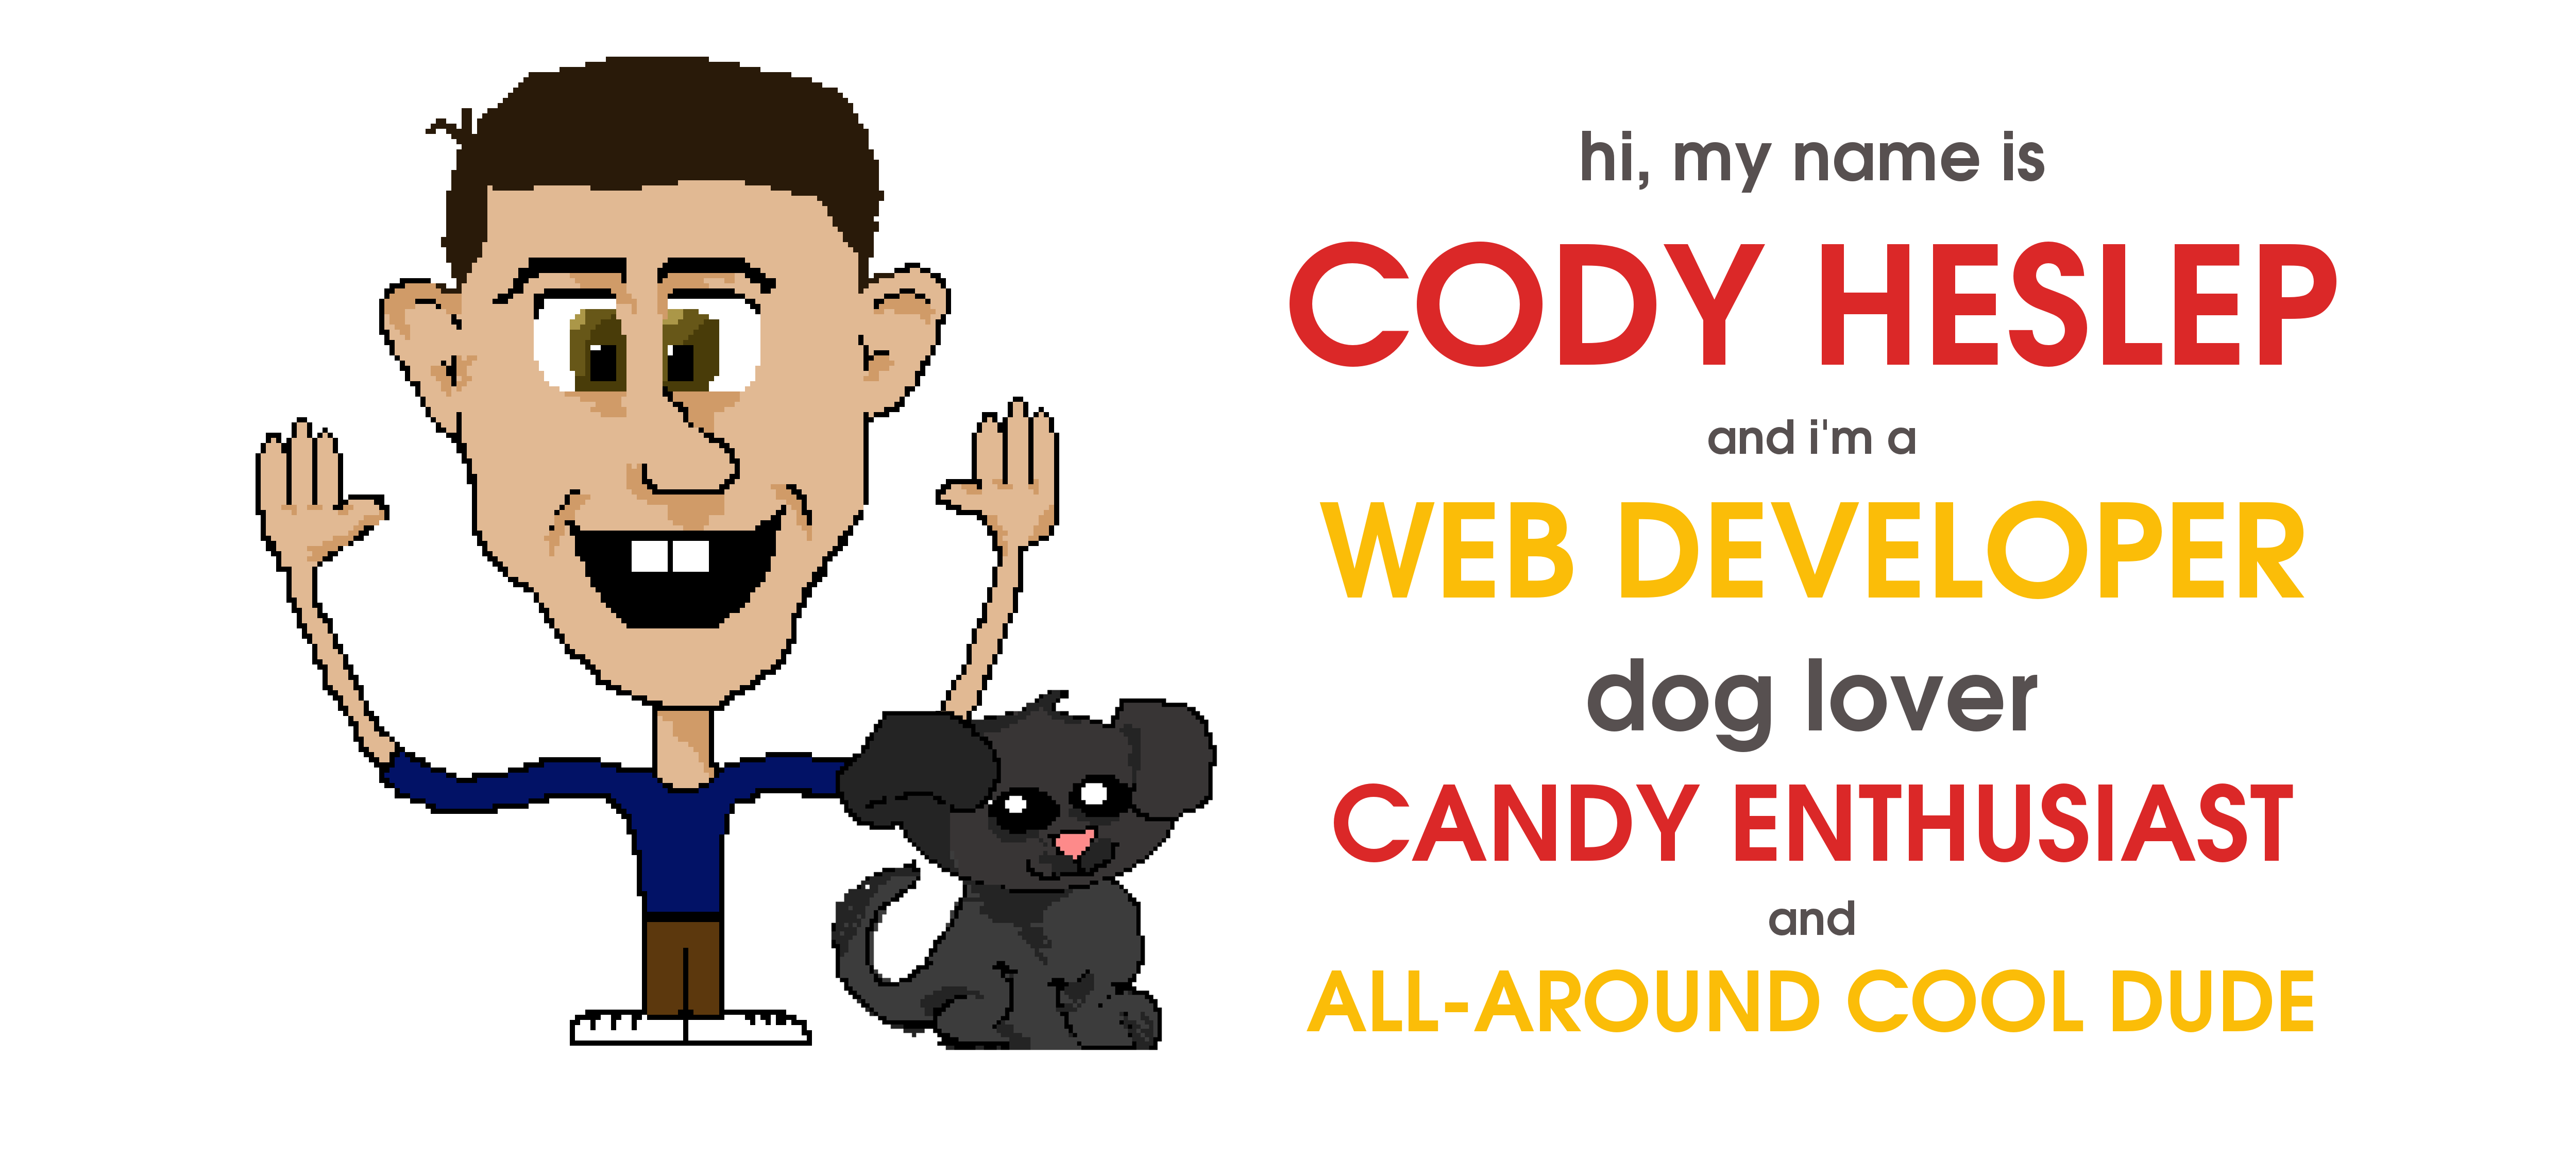 hi, my name is
CODY HESLEP
and i'm a
WEB DEVELOPER
dog lover
CANDY ENTHUSIAST
and
ALL-AROUND COOL DUDE